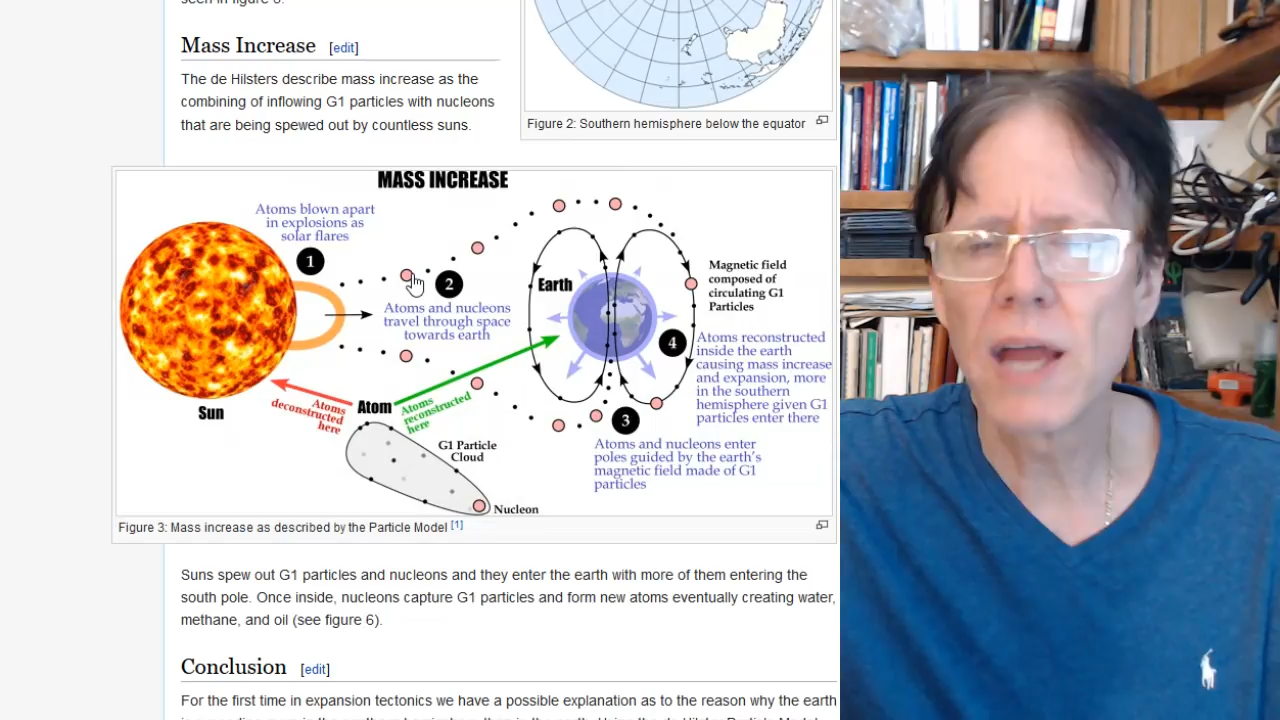 Mass Increase [edit]
The de Hilsters describe mass increase as the
combining of inflowing G1 particles with nucleons
that are being spewed out by countless suns.
Figure 2: Southern hemisphere below the equator
MASS INCREASE
Atoms blown apart
in explosions as
solar flares
1
2
Atoms and nucleons
travel through space
towards earth
Earth
Magnetic field
composed of
circulating G1
Particles
4
Atoms reconstructed
inside the earth
causing mass increase
and expansion, more
in the southern
hemisphere given G1
particles enter there
Sun
Atoms
deconstructed
here
Atom
Atoms
reconstructed
here
G1 Particle
Cloud
Nucleon
3
Atoms and nucleons enter
poles guided by the earth's
magnetic field made of G1
particles
Figure 3: Mass increase as described by the Particle Model [1]
Suns spew out G1 particles and nucleons and they enter the earth with more of them entering the
south pole. Once inside, nucleons capture G1 particles and form new atoms eventually creating water,
methane, and oil (see figure 6).
Conclusion [edit]
For the first time in expansion tectonics we have a possible explanation as to the reason why the earth